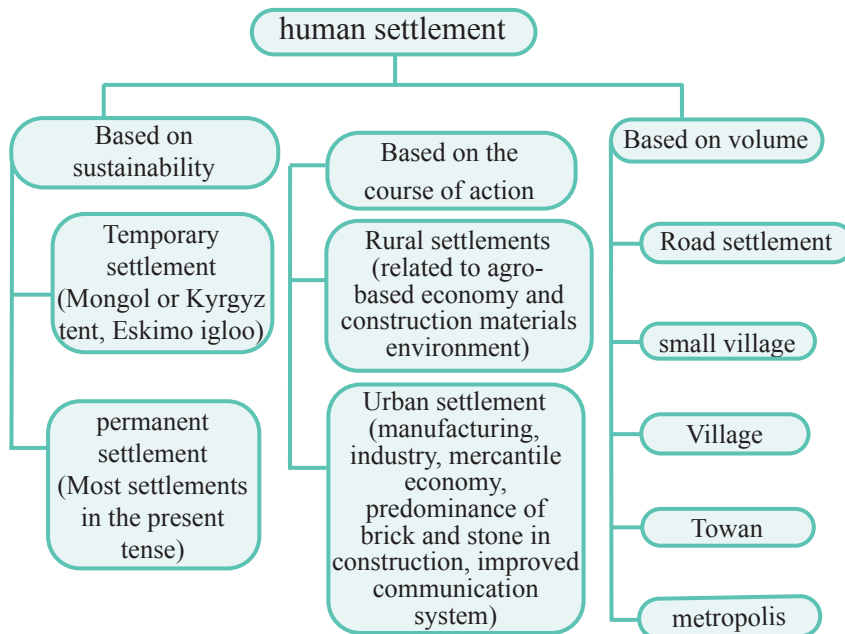 human settlement
Based on
sustainability
Temporary
settlement
(Mongol or Kyrgyz
tent, Eskimo igloo)
permanent
settlement
(Most settlements
in the present
tense)
Based on the
course of action
Rural settlements
(related to agro-
based economy and
construction materials
environment)
Urban settlement
(manufacturing,
industry, mercantile
economy,
predominance of
brick and stone in
construction, improved
communication
system)
Based on volume
Road settlement
small village
Village
Towan
metropolis